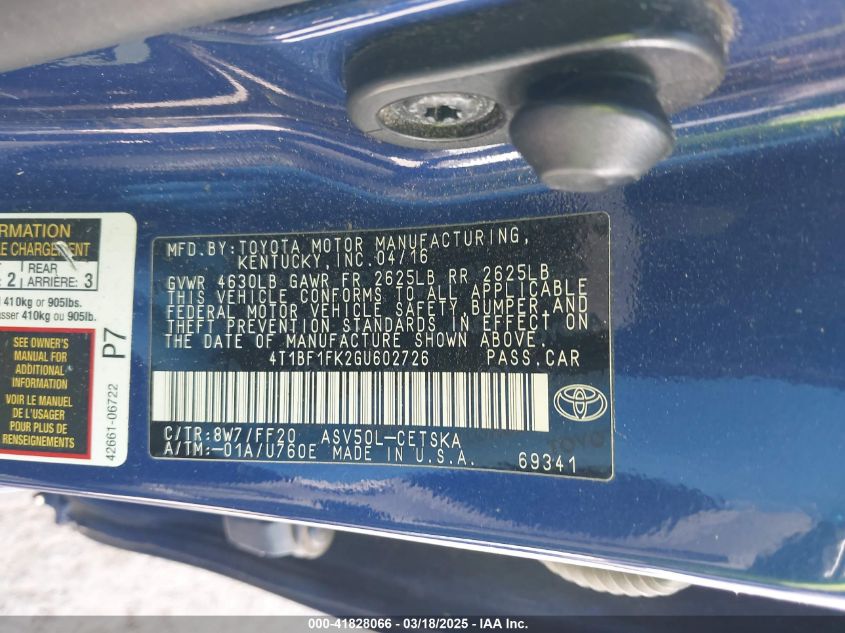 RMATION
E CHARGEMENT
2 REAR ARRIÈRE 3
410kg or 905lbs.
asser 410kg ou 905lb.
SEE OWNER'S
MANUAL FOR
ADDITIONAL
INFORMATION
VOIR LE MANUEL
DE L'USAGER
POUR PLUS DE
RENSEIGNEMENTS
P7
42661-06722
MFD.BY:TOYOTA MOTOR MANUFACTURING,
KENTUCKY, INC. 04/16
GVWR 4630LB GAWR FR 2625LB RR 2625LB
THIS VEHICLE CONFORMS TO ALL APPLICABLE
FEDERAL MOTOR VEHICLE SAFETY, BUMPER, AND
THEFT PREVENTION STANDARDS IN EFFECT ON
THE DATE OF MANUFACTURE SHOWN ABOVE.
4T1BF1FK2GU602726 PASS.CAR
C/TR:8W7/FF20 ASV50L-CETSKA
A/TM:-01A/U760E MADE IN U.S.A. 69341
TOYOTA
000-41828066 - 03/18/2025 - IAA Inc.